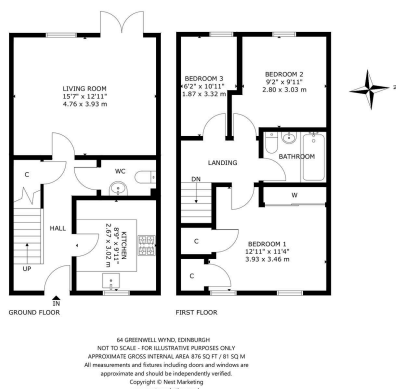 LIVING ROOM
15'7" x 12'11"
4.76 x 3.93 m
C
WC
HALL
KITCHEN
8'9" x 9'11"
2.67 x 3.02 m
UP
IN
GROUND FLOOR
BEDROOM 3
6'2" x 10'11"
1.87 x 3.32 m
BEDROOM 2
9'2" x 9'11"
2.80 x 3.03 m
LANDING
BATHROOM
DN
W
C
BEDROOM 1
12'11" x 11'4"
3.93 x 3.46 m
C
FIRST FLOOR
64 GREENWELL WYND, EDINBURGH
NOT TO SCALE - FOR ILLUSTRATIVE PURPOSES ONLY
APPROXIMATE GROSS INTERNAL AREA 876 SQ FT / 81 SQ M
All measurements and fixtures including doors and windows are
approximate and should be independently verified.
Copyright © Nest Marketing